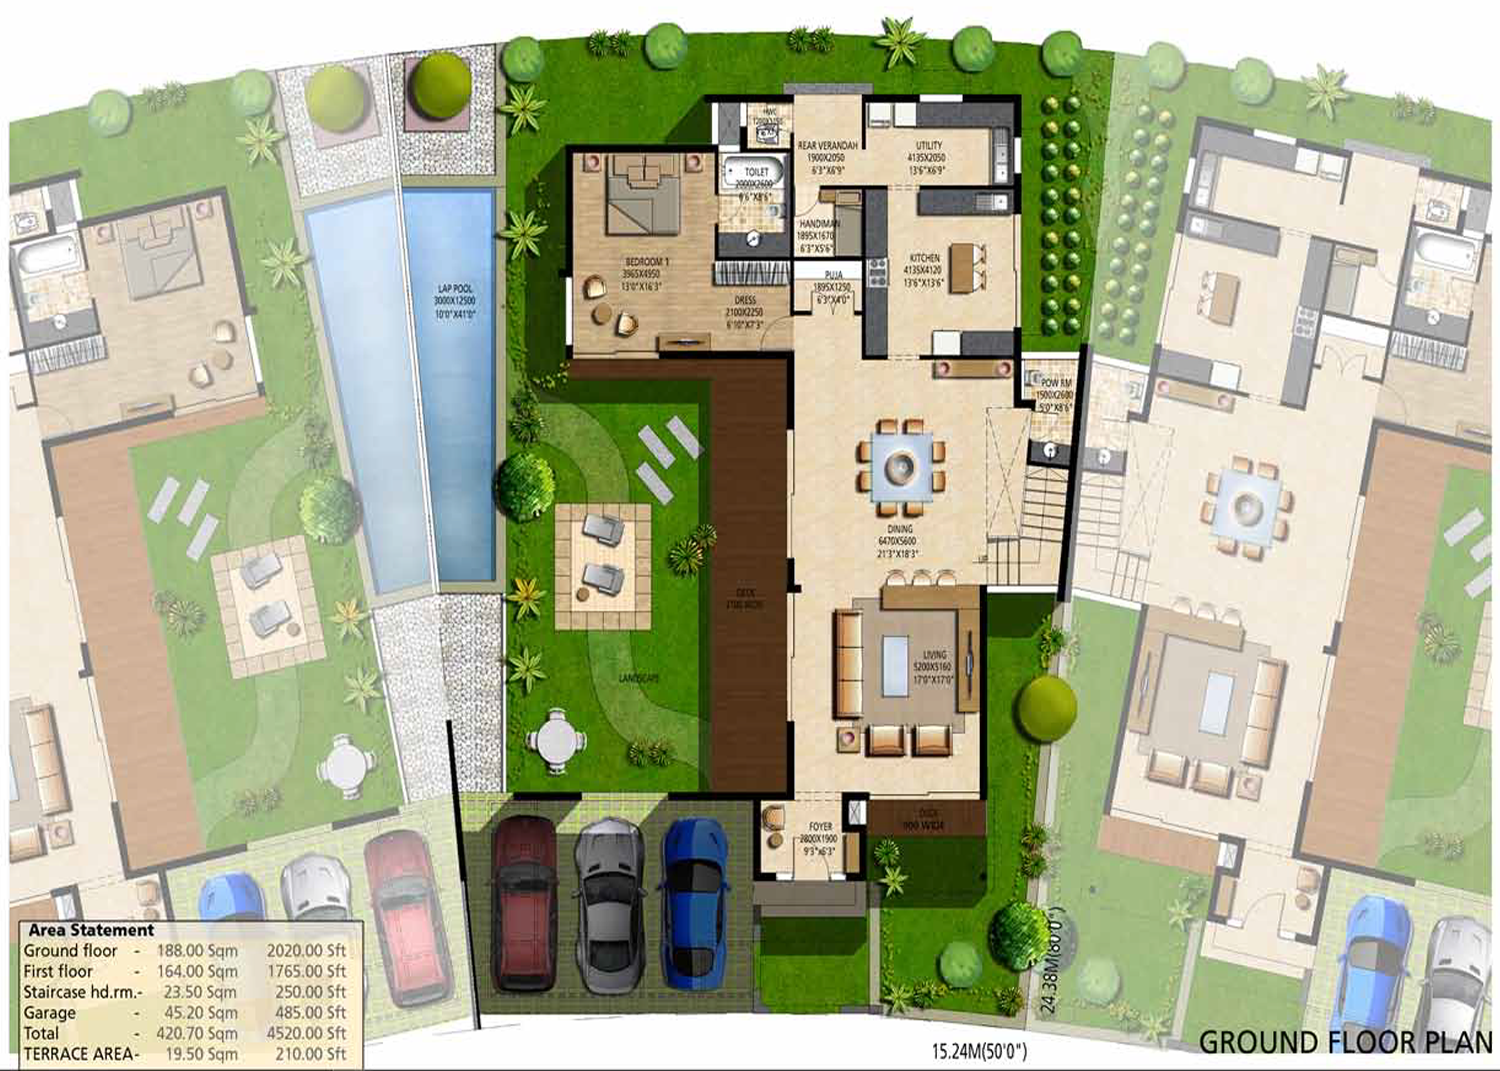 HWC
REAR VERANDAH
1900X2050
6'3"X6'9"
UTILITY
4135X2050
13'6"X6'9"
TOILET
2000X2600
6'6"X8'6"
HANDIMAN
1895X1670
6'3"X5'6"
BEDROOM 1
3965X4950
13'0"X16'3"
KITCHEN
4135X4120
13'6"X13'6"
PUJA
1895X1250
6'3"X4'0"
LAP POOL
3000X12500
10'0"X41'0"
DRESS
2100X2250
6'10"X7'3"
POW RM
1500X2600
5'0"X8'6"
DINING
6470X5600
21'3"X18'3"
UP
DECK
LIVING
5200X5160
17'0"X17'0"
LANDSCAPE
DECK
900 WIDE
FOYER
2800X1900
9'3"x6'3"
24.38M(80'0")
15.24M(50'0")
GROUND FLOOR PLAN
Area Statement
Ground floor - 188.00 Sqm 2020.00 Sft
First floor - 164.00 Sqm 1765.00 Sft
Staircase hd.rm.- 23.50 Sqm 250.00 Sft
Garage - 45.20 Sqm 485.00 Sft
Total - 420.70 Sqm 4520.00 Sft
TERRACE AREA- 19.50 Sqm 210.00 Sft